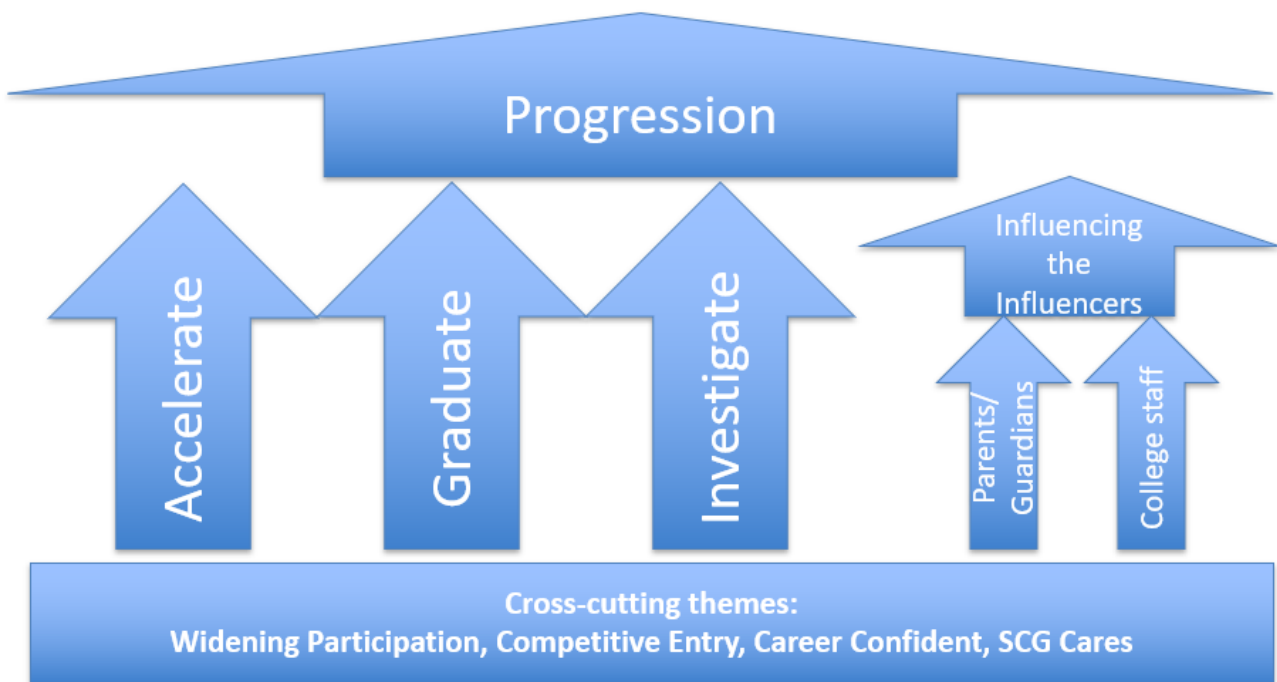 Progression
Accelerate
Graduate
Investigate
Influencing
the
Influencers
Parents/
Guardians
College staff
Cross-cutting themes:
Widening Participation, Competitive Entry, Career Confident, SCG Cares